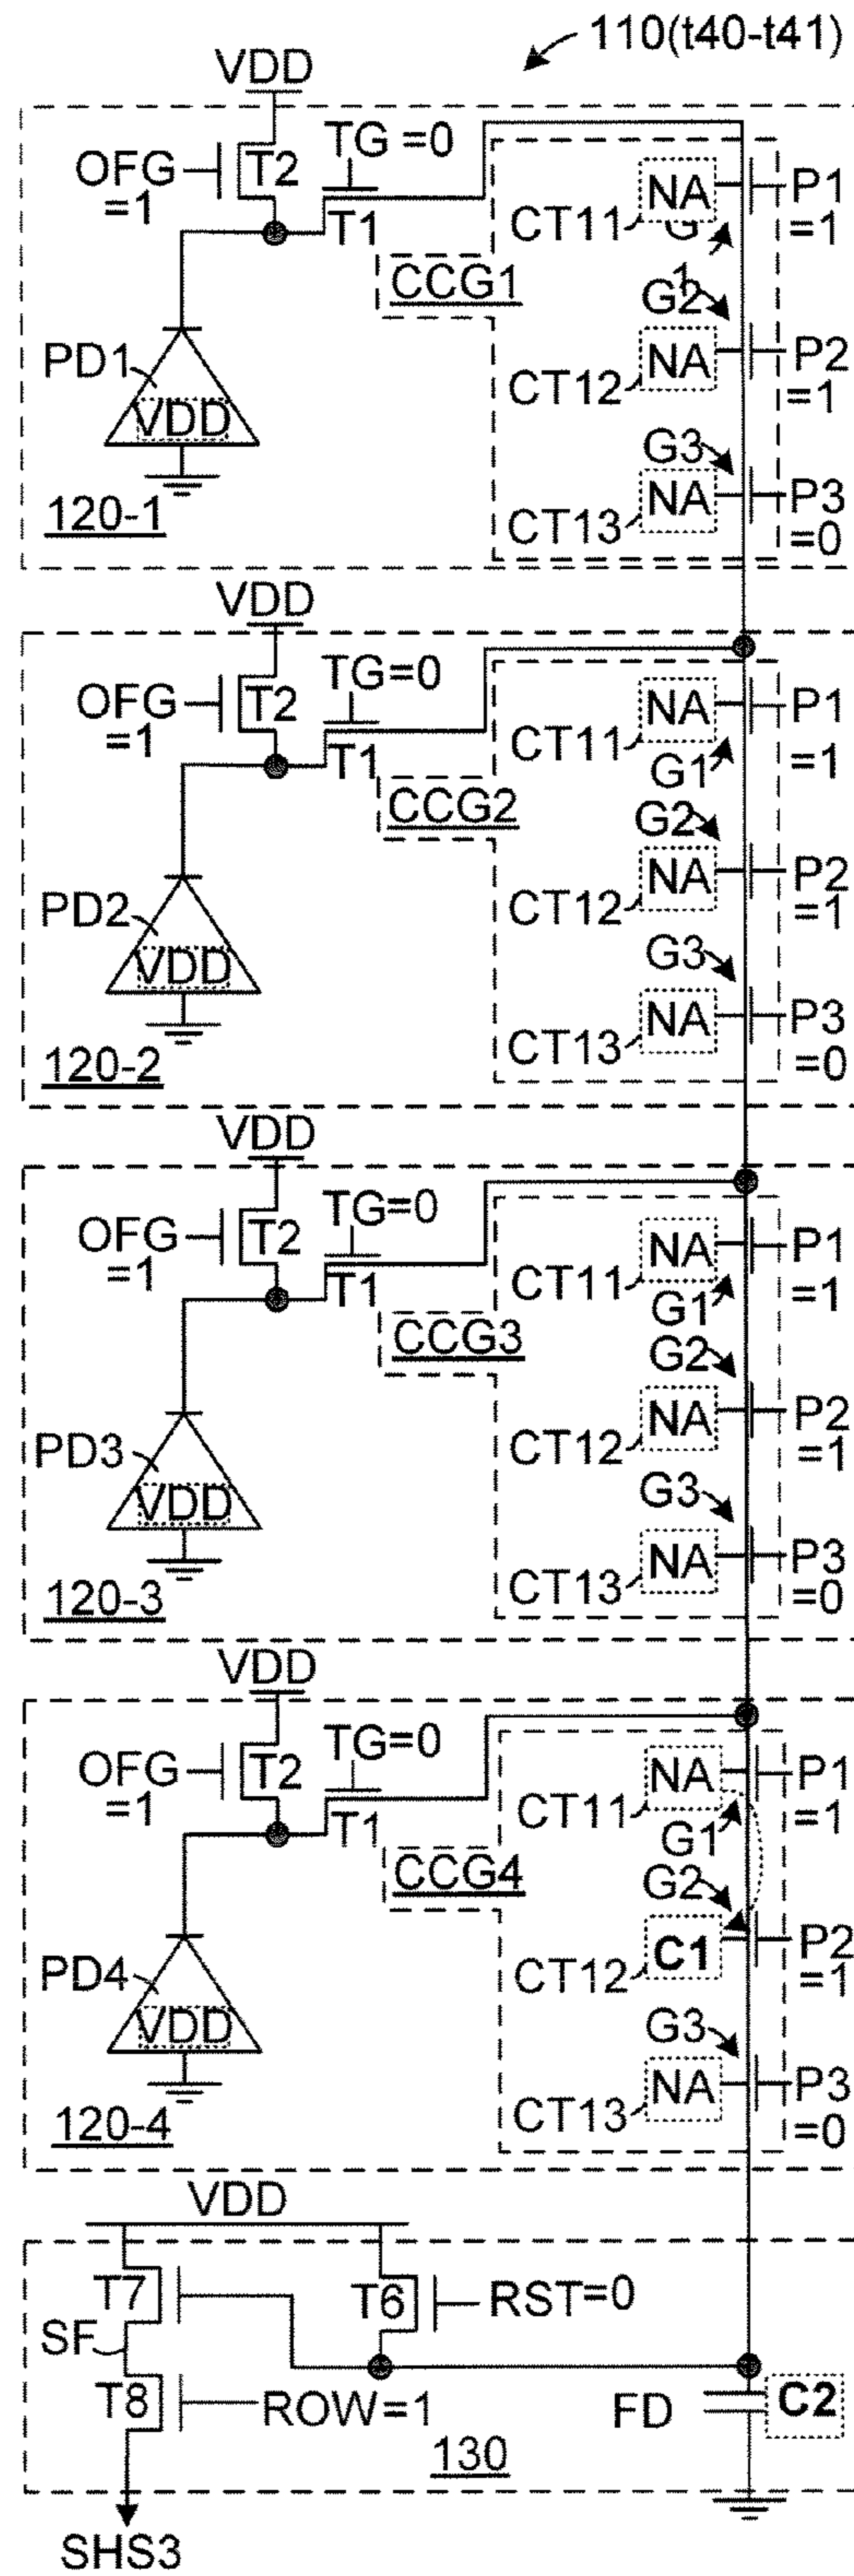 110(t40-t41)
VDD
OFG
=1
T2
TG =0
T1
CCG1
CT11
NA
G
1
P1
=1
G2
CT12
NA
P2
=1
G3
CT13
NA
P3
=0
PD1
VDD
120-1
VDD
OFG
=1
T2
TG=0
T1
CCG2
CT11
NA
G1
P1
=1
G2
CT12
NA
P2
=1
G3
CT13
NA
P3
=0
PD2
VDD
120-2
VDD
OFG
=1
T2
TG=0
T1
CCG3
CT11
NA
G1
P1
=1
G2
CT12
NA
P2
=1
G3
CT13
NA
P3
=0
PD3
VDD
120-3
VDD
OFG
=1
T2
TG=0
T1
CCG4
CT11
NA
G1
P1
=1
G2
CT12
C1
P2
=1
G3
CT13
NA
P3
=0
PD4
VDD
120-4
VDD
T7
T6
RST=0
SF
T8
ROW=1
FD
C2
130
SHS3